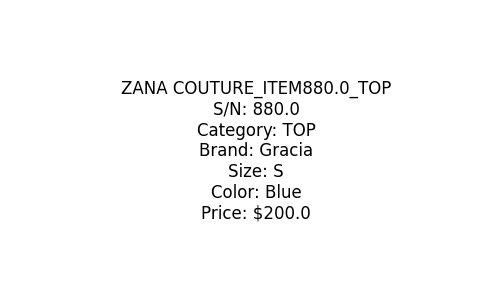 ZANA COUTURE_ITEM880.0_TOP
S/N: 880.0
Category: TOP
Brand: Gracia
Size: S
Color: Blue
Price: $200.0